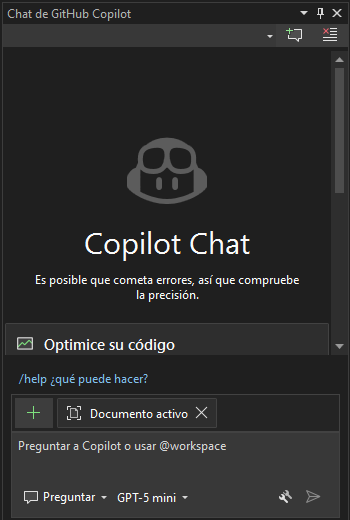 Chat de GitHub Copilot
Copilot Chat
Es posible que cometa errores, así que compruebe
la precisión.
Optimice su código
/help ¿qué puede hacer?
Documento activo
Preguntar a Copilot o usar @workspace
Preguntar
GPT-5 mini